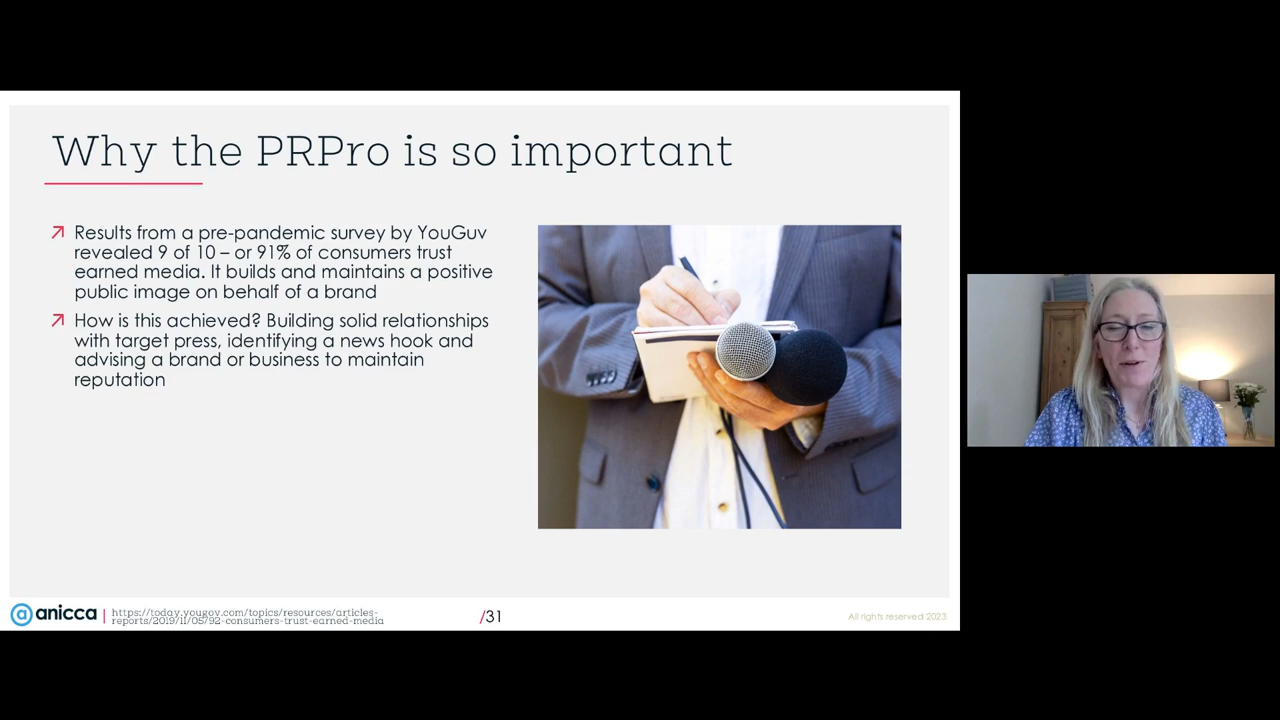 Why the PRPro is so important
Results from a pre-pandemic survey by YouGuv
revealed 9 of 10 – or 91% of consumers trust
earned media. It builds and maintains a positive
public image on behalf of a brand
How is this achieved? Building solid relationships
with target press, identifying a news hook and
advising a brand or business to maintain
reputation
anicca
https://today.yougov.com/topics/resources/articles-
reports/2019/11/05/92-consumers-trust-earned-media
/31
All rights reserved 2023